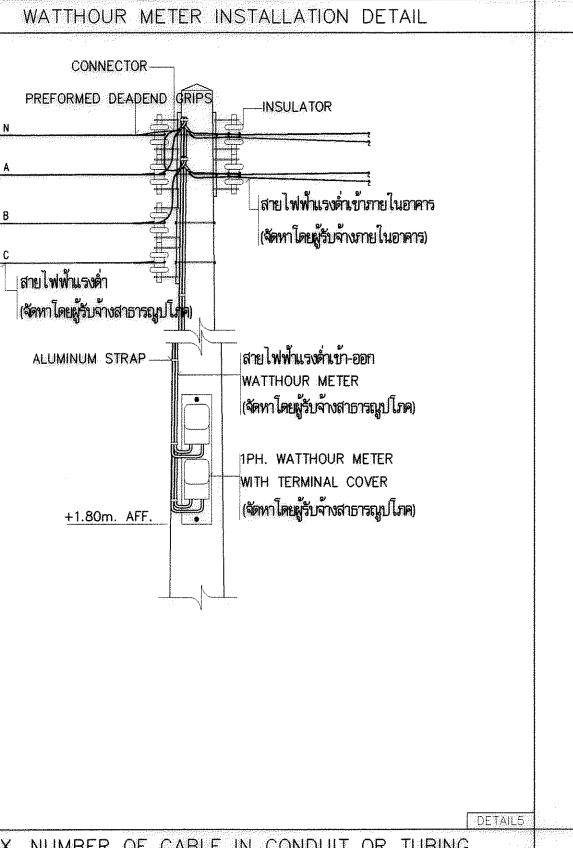 WATTHOUR METER INSTALLATION DETAIL
CONNECTOR
PREFORMED DEADEND GRIPS
INSULATOR
N
A
B
C
สายไฟฟ้าแรงต่ำเข้าภายในอาคาร
(จัดหาโดยผู้รับจ้างภายในอาคาร)
สายไฟฟ้าแรงต่ำ
(จัดหาโดยผู้รับจ้างสาธารณูปโภค)
ALUMINUM STRAP
สายไฟฟ้าแรงต่ำเข้า-ออก
WATTHOUR METER
(จัดหาโดยผู้รับจ้างสาธารณูปโภค)
1PH. WATTHOUR METER
WITH TERMINAL COVER
(จัดหาโดยผู้รับจ้างสาธารณูปโภค)
+1.80m. AFF.
DETAIL5
X. NUMBER OF CABLE IN CONDUIT OR TUBING